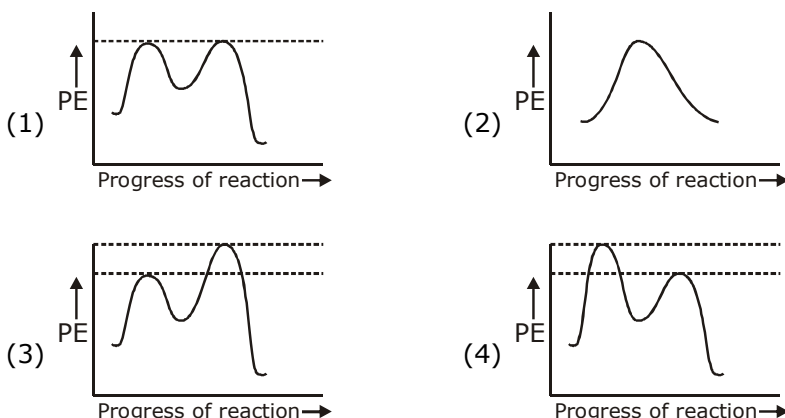 (1)
PE
Progress of reaction
(2)
PE
Progress of reaction
(3)
PE
Progress of reaction
(4)
PE
Progress of reaction